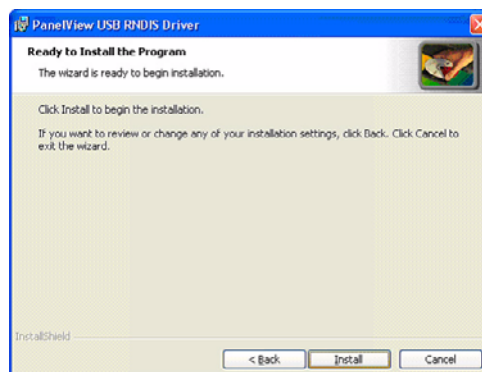 PanelView USB RNDIS Driver
Ready to Install the Program
The wizard is ready to begin installation.
Click Install to begin the installation.
If you want to review or change any of your installation settings, click Back. Click Cancel to
exit the wizard.
InstallShield
< Back
Install
Cancel